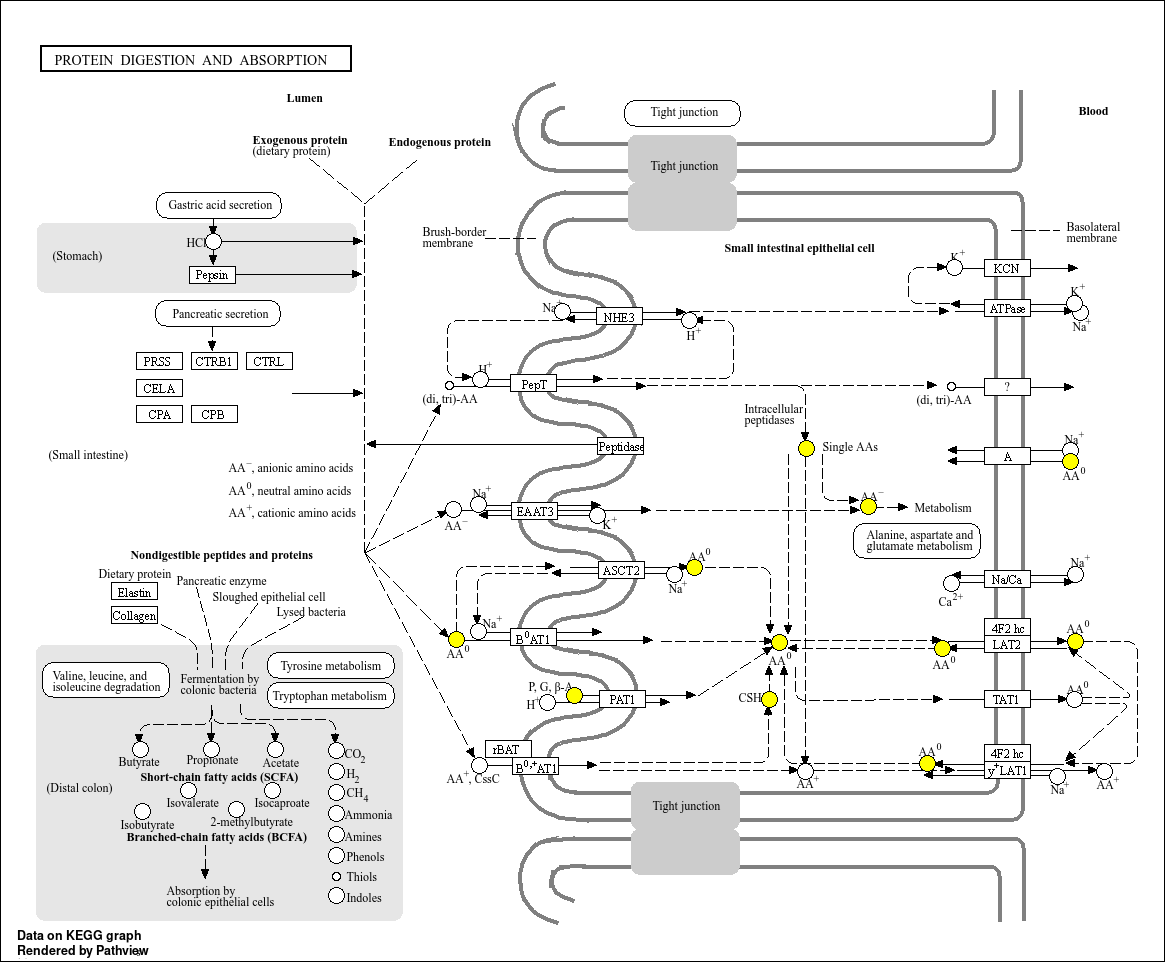 PROTEIN DIGESTION AND ABSORPTION
Lumen
Blood
Exogenous protein
(dietary protein)
Endogenous protein
Tight junction
Tight junction
Gastric acid secretion
(Stomach)
HCl
Pepsin
Brush-border
membrane
Small intestinal epithelial cell
Basolateral
membrane
Pancreatic secretion
PRSS
CTRB1
CTRL
CELA
CPA
CPB
(Small intestine)
AA−, anionic amino acids
AA0, neutral amino acids
AA+, cationic amino acids
K+
KCN
Na+
NHE3
H+
ATPase
K+
Na+
H+
PepT
(di, tri)-AA
(di, tri)-AA
?
Intracellular
peptidases
Peptidase
Single AAs
A
Na+
AA0
Na+
AA−
EAAT3
K+
AA−
Metabolism
Alanine, aspartate and
glutamate metabolism
ASCT2
AA0
Na+
Na/Ca
Na+
Ca2+
Na+
AA0
B0AT1
AA0
AA0
4F2 hc
LAT2
AA0
P, G, β-A
H+
PAT1
CSH
TAT1
AA0
rBAT
B0,+AT1
AA+, CssC
AA+
AA0
4F2 hc
y+LAT1
Na+
AA+
Tight junction
Nondigestible peptides and proteins
Dietary protein
Elastin
Collagen
Pancreatic enzyme
Sloughed epithelial cell
Lysed bacteria
Valine, leucine, and
isoleucine degradation
Fermentation by
colonic bacteria
Tyrosine metabolism
Tryptophan metabolism
Butyrate
Propionate
Acetate
Short-chain fatty acids (SCFA)
(Distal colon)
Isovalerate
Isocaproate
Isobutyrate
2-methylbutyrate
Branched-chain fatty acids (BCFA)
Absorption by
colonic epithelial cells
CO2
H2
CH4
Ammonia
Amines
Phenols
Thiols
Indoles
Data on KEGG graph
Rendered by Pathview